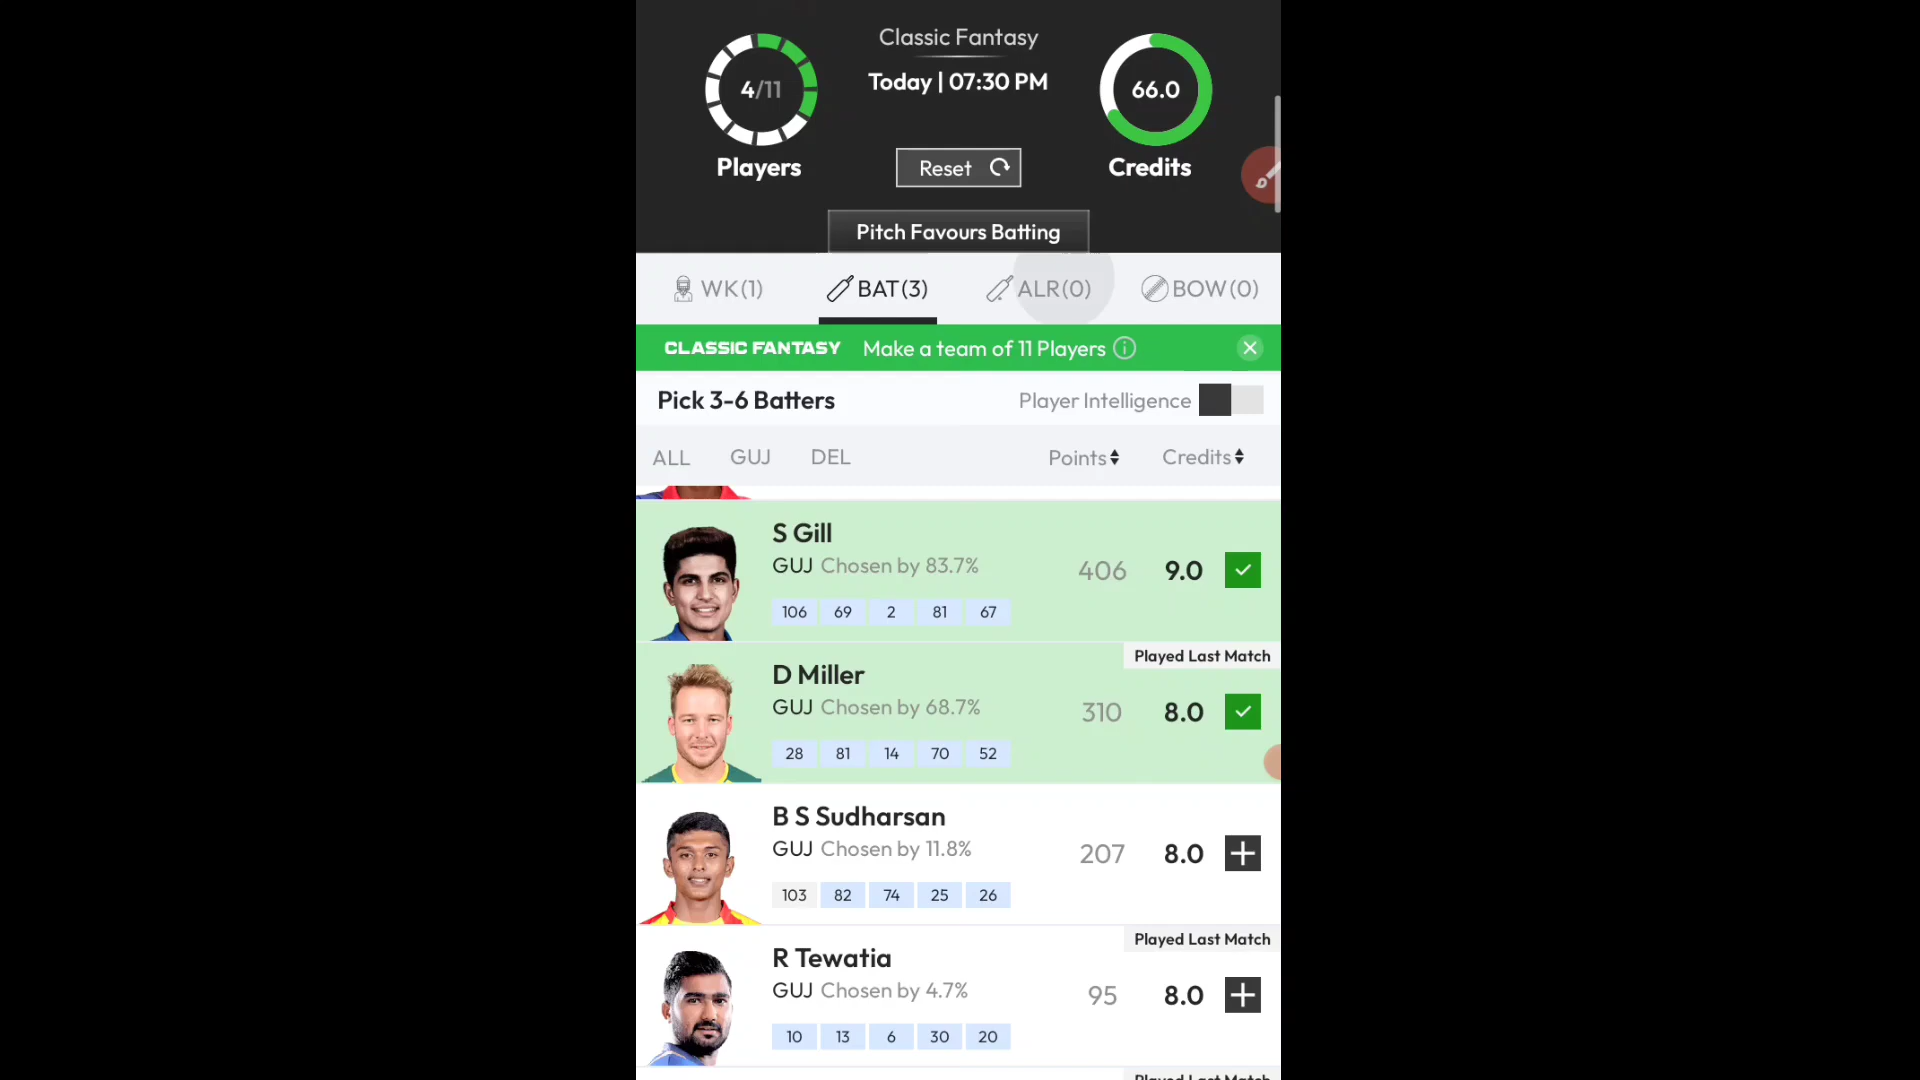 Classic Fantasy
4/11
Today | 07:30 PM
66.0
Players
Reset
Credits
Pitch Favours Batting
WK(1)
BAT(3)
ALR(0)
BOW(0)
CLASSIC FANTASY Make a team of 11 Players
Pick 3-6 Batters
Player Intelligence
ALL GUJ DEL Points Credits
S Gill
GUJ Chosen by 83.7%
406 9.0
106 69 2 81 67
Played Last Match
D Miller
GUJ Chosen by 68.7%
310 8.0
28 81 14 70 52
B S Sudharsan
GUJ Chosen by 11.8%
207 8.0
103 82 74 25 26
Played Last Match
R Tewatia
GUJ Chosen by 4.7%
95 8.0
10 13 6 30 20
Played Last Match